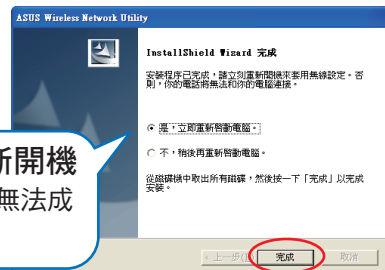 ASUS Wireless Network Utility
InstallShield Wizard 完成
安裝程序已完成，請立刻重新開機來套用無線設定。否
則，你的電話將無法和你的電腦連接。
是，立即重新啓動電腦。
不，稍後再重新啓動電腦。
從磁碟機中取出所有磁碟，然後按一下「完成」以完成
安裝。
新開機
無法成
< 上一步(B)
完成
取消